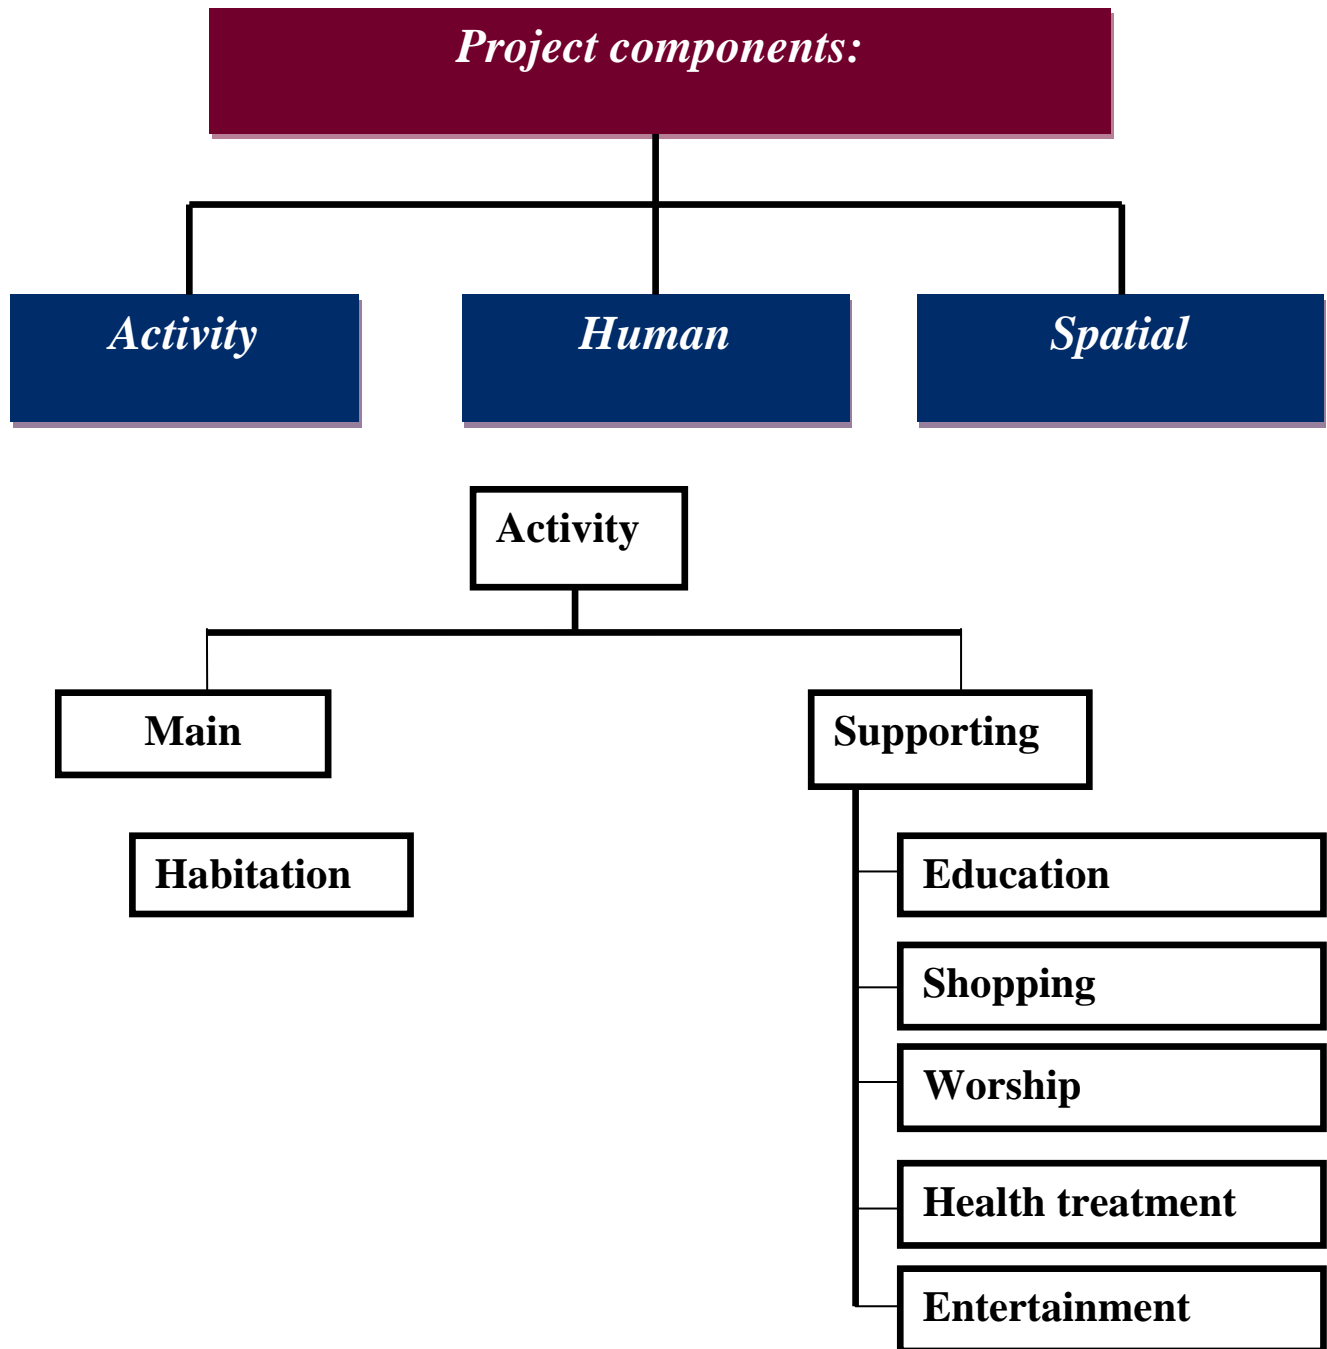 Project components:
Activity
Human
Spatial
Activity
Main
Supporting
Habitation
Education
Shopping
Worship
Health treatment
Entertainment